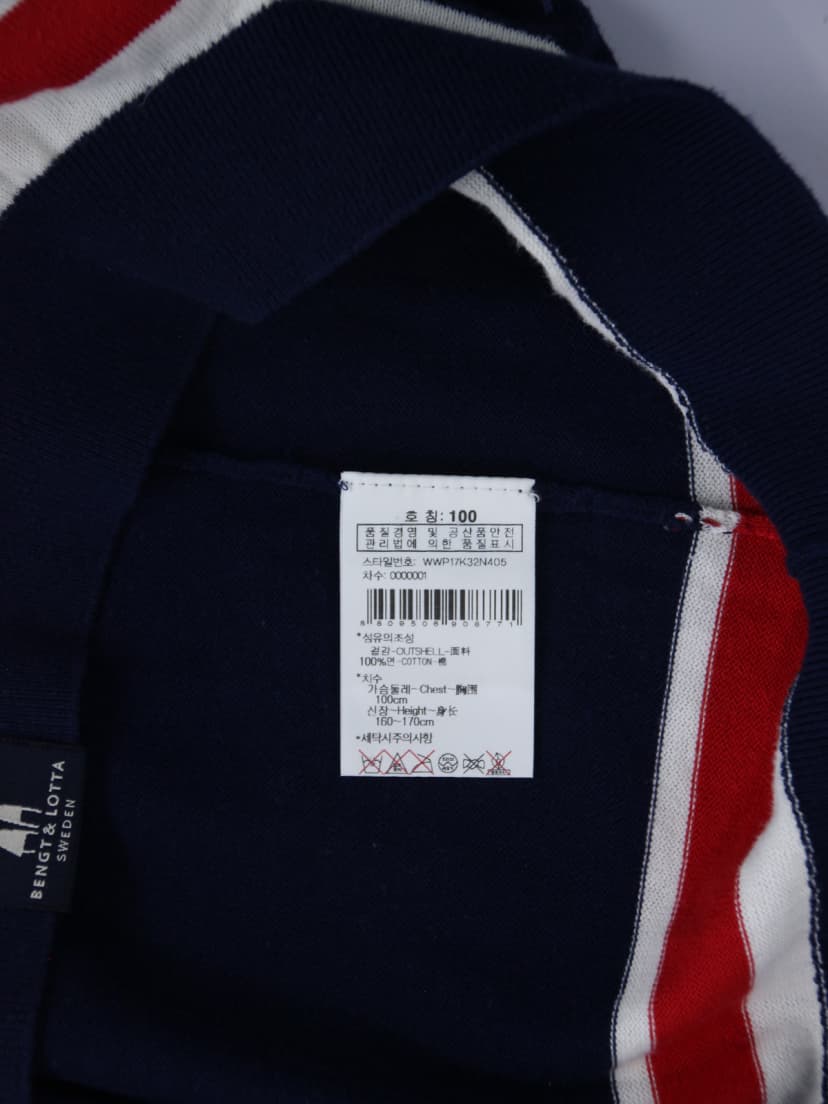 호 칭: 100
품질경영 및 공산품안전
관리법에 의한 품질표시
스타일번호: WWP17K32N405
차수: 0000001
8809506908771
*섬유의조성
겉감-OUTSHELL-面料
100%면-COTTON-棉
*치수
가슴둘레-Chest-胸围
100cm
신장-Height-身长
160~170cm
*세탁시주의사항
BENGT & LOTTA
SWEDEN